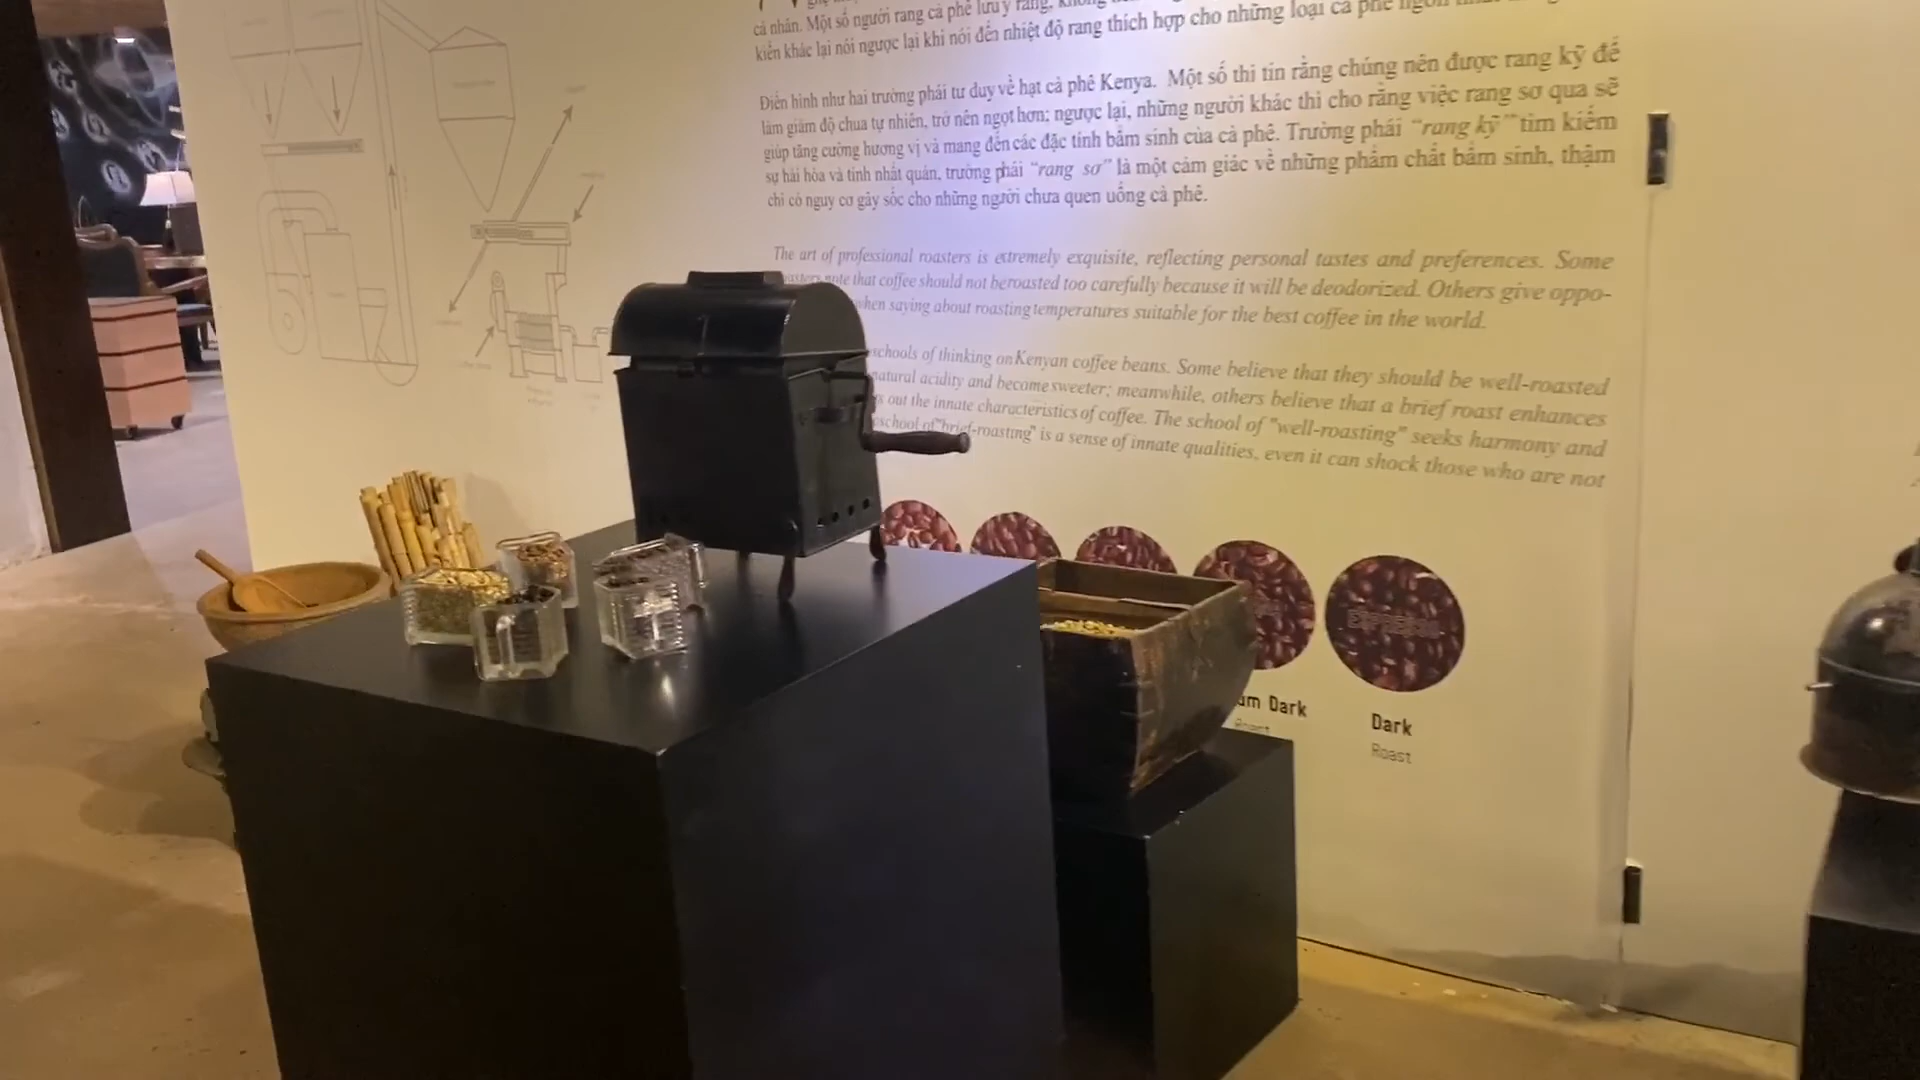 cá nhân. Một số người rang cà phê lưu ý rằng,
kiến khác lại nói ngược lại khi nói đến nhiệt độ rang thích hợp cho những loại cà phê ngon nhất
Điển hình như hai trường phái tư duy về hạt cà phê Kenya. Một số thì tin rằng chúng nên được rang kỹ để
làm giảm độ chua tự nhiên, trở nên ngọt hơn; ngược lại, những người khác thì cho rằng việc rang sơ qua sẽ
giúp tăng cường hương vị và mang đến các đặc tính bẩm sinh của cà phê. Trường phái “rang kỹ” tìm kiếm
sự hài hòa và tính nhất quán, trường phái “rang sơ” là một cảm giác về những phẩm chất bẩm sinh, thậm
chí có nguy cơ gây sốc cho những người chưa quen uống cà phê.
The art of professional roasters is extremely exquisite, reflecting personal tastes and preferences. Some
note that coffee should not beroasted too carefully because it will be deodorized. Others give oppo-
when saying about roasting temperatures suitable for the best coffee in the world.
schools of thinking on Kenyan coffee beans. Some believe that they should be well-roasted
natural acidity and become sweeter; meanwhile, others believe that a brief roast enhances
out the innate characteristics of coffee. The school of "well-roasting" seeks harmony and
school of "brief-roasting" is a sense of innate qualities, even it can shock those who are not
ESPRESSO
Dark
Roast
Dark
Roast